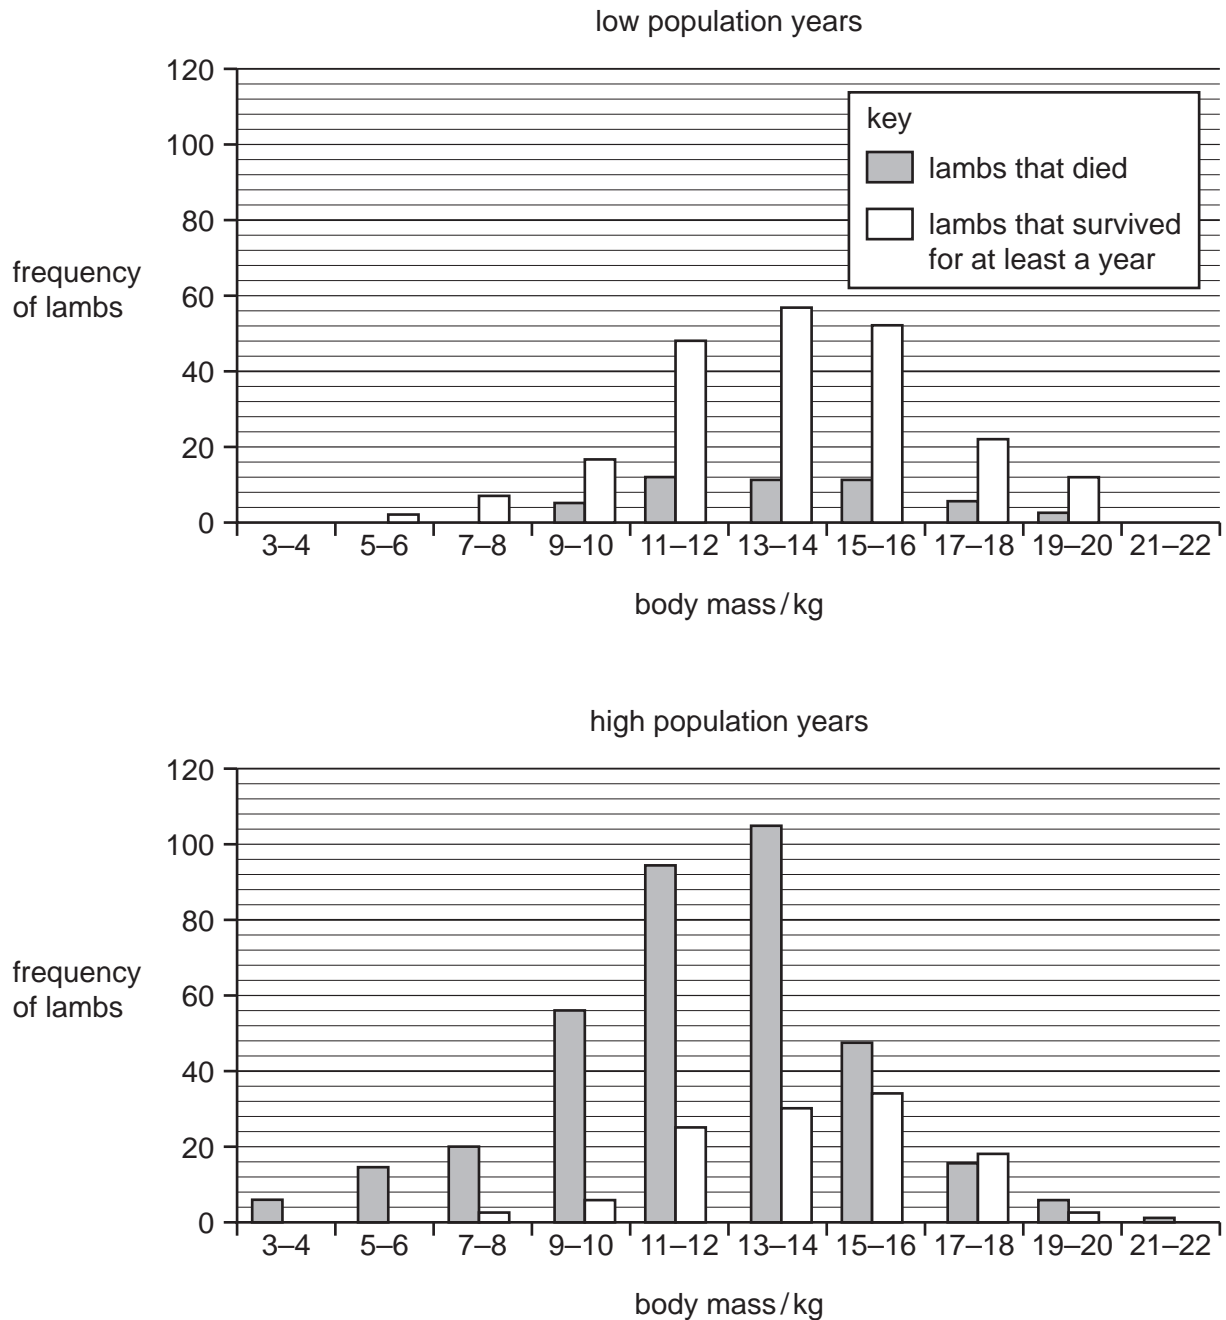 low population years
120
100
80
60
40
20
0
frequency
of lambs
key
lambs that died
lambs that survived
for at least a year
3–4 5–6 7–8 9–10 11–12 13–14 15–16 17–18 19–20 21–22
body mass / kg
high population years
120
100
80
60
40
20
0
frequency
of lambs
3–4 5–6 7–8 9–10 11–12 13–14 15–16 17–18 19–20 21–22
body mass / kg